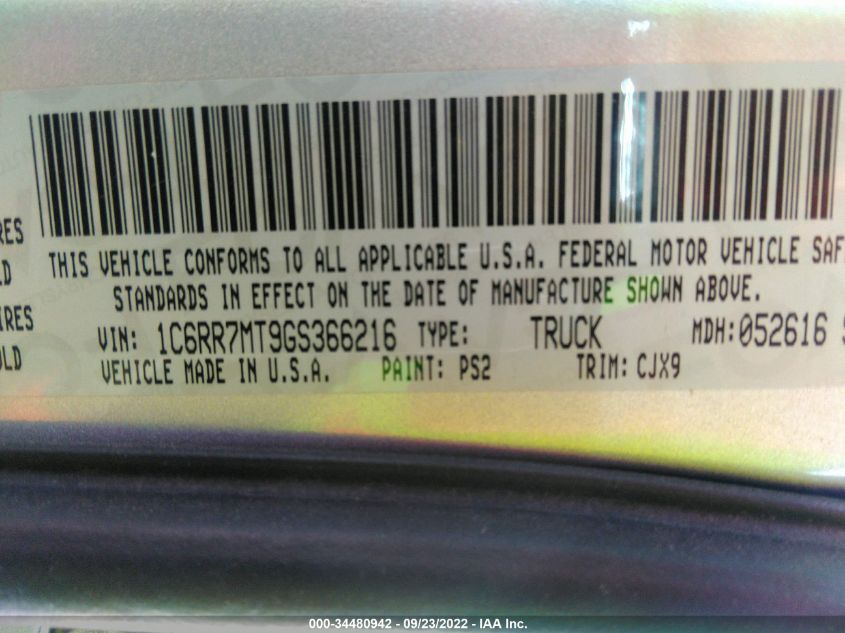 RES
LD
IRES
OLD
THIS VEHICLE CONFORMS TO ALL APPLICABLE U.S.A. FEDERAL MOTOR VEHICLE SAF
STANDARDS IN EFFECT ON THE DATE OF MANUFACTURE SHOWN ABOVE.
VIN: 1C6RR7MT9GS366216 TYPE: TRUCK MDH:052616 S
VEHICLE MADE IN U.S.A. PAINT: PS2 TRIM: CJX9
000-34480942 - 09/23/2022 - IAA Inc.